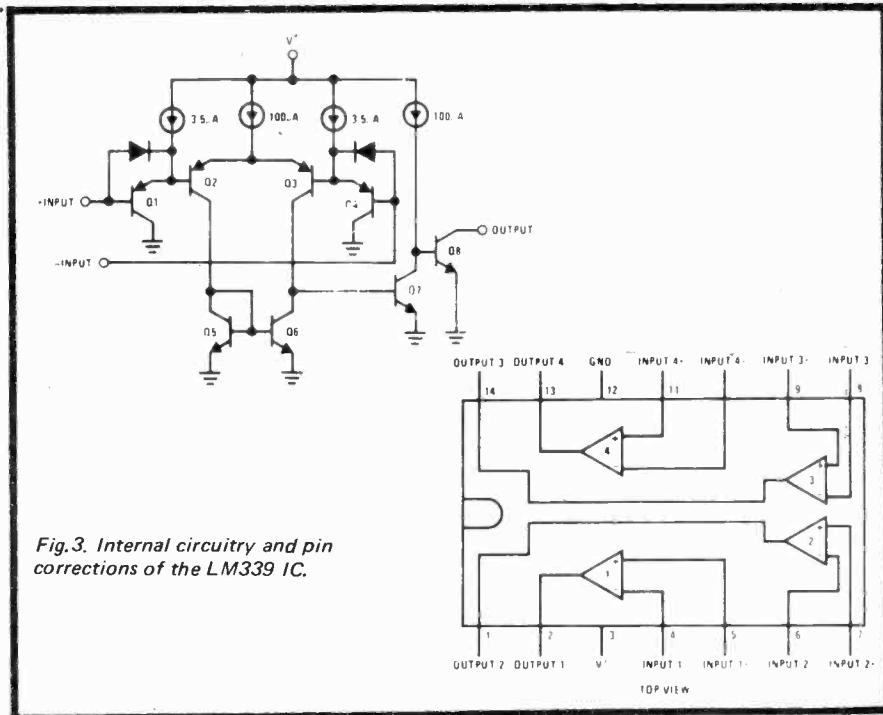 V+
3.5µA 100µA 3.5µA 100µA
Q2 Q3
+INPUT Q1 Q4
OUTPUT
Q8
-INPUT
Q7
Q5 Q6
OUTPUT 3 OUTPUT 4 GND INPUT 4+ INPUT 4- INPUT 3+ INPUT 3
14 13 12 11 9
+
4
-
+
3
-
+
2
-
+
1
-
1 2 3 4 5 6 7
OUTPUT 2 OUTPUT 1 V+ INPUT 1 INPUT 1- INPUT 2 INPUT 2-
TOP VIEW
Fig.3. Internal circuitry and pin
corrections of the LM339 IC.